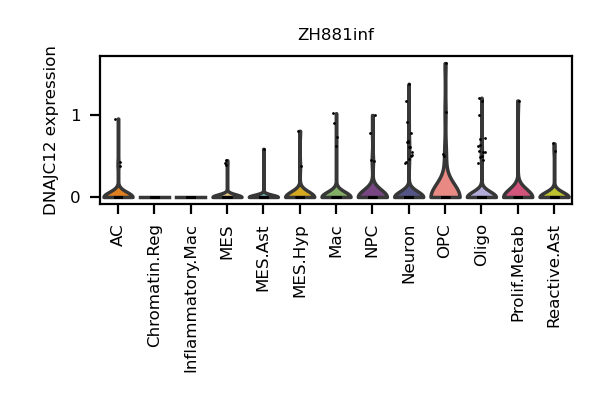 ZH881inf
DNAJC12 expression
1
0
AC
Chromatin.Reg
Inflammatory.Mac
MES
MES.Ast
MES.Hyp
Mac
NPC
Neuron
OPC
Oligo
Prolif.Metab
Reactive.Ast